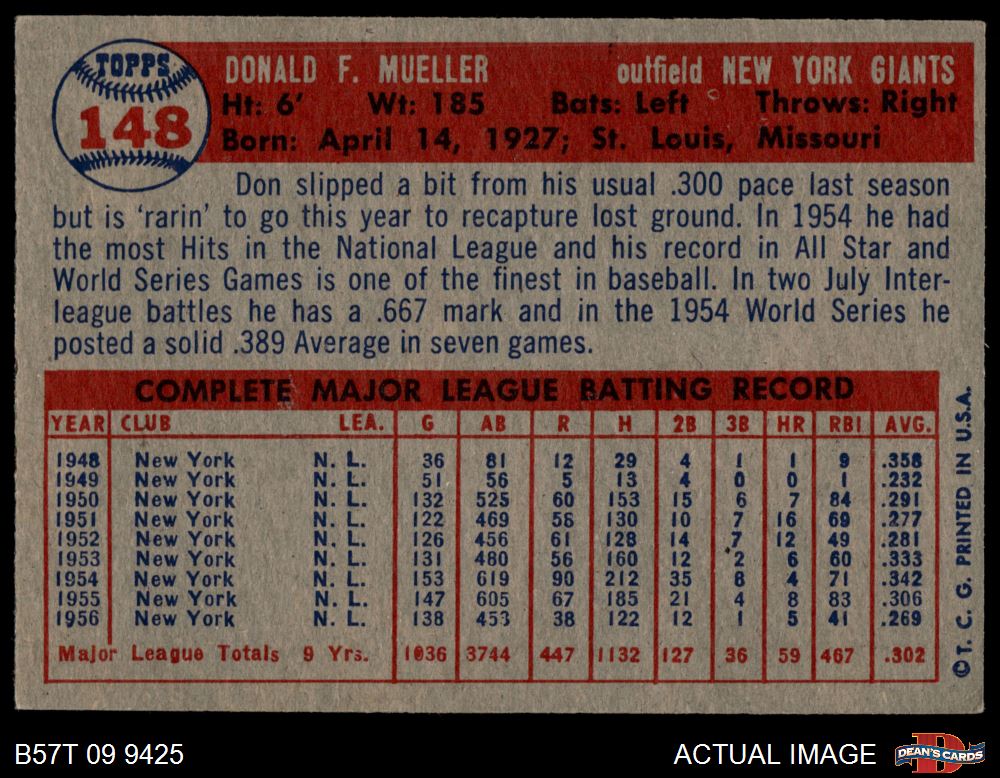 TOPPS
148
DONALD F. MUELLER outfield NEW YORK GIANTS
Ht: 6' Wt: 185 Bats: Left Throws: Right
Born: April 14, 1927; St. Louis, Missouri
Don slipped a bit from his usual .300 pace last season
but is 'rarin' to go this year to recapture lost ground. In 1954 he had
the most Hits in the National League and his record in All Star and
World Series Games is one of the finest in baseball. In two July Inter-
league battles he has a .667 mark and in the 1954 World Series he
posted a solid .389 Average in seven games.
COMPLETE MAJOR LEAGUE BATTING RECORD
YEAR CLUB LEA. G AB R H 2B 3B HR RBI AVG.
1948 New York N. L. 36 81 12 29 4 1 1 9 .358
1949 New York N. L. 51 56 5 13 4 0 0 1 .232
1950 New York N. L. 132 525 60 153 15 6 7 84 .291
1951 New York N. L. 122 469 58 130 10 7 16 69 .277
1952 New York N. L. 126 456 61 128 14 7 12 49 .281
1953 New York N. L. 131 480 56 160 12 2 6 60 .333
1954 New York N. L. 153 619 90 212 35 8 4 71 .342
1955 New York N. L. 147 605 67 185 21 4 8 83 .306
1956 New York N. L. 138 453 38 122 12 1 5 41 .269
Major League Totals 9 Yrs. 1036 3744 447 1132 127 36 59 467 .302
©T. C. G. PRINTED IN U.S.A.
B57T 09 9425 ACTUAL IMAGE
DEAN'S CARDS